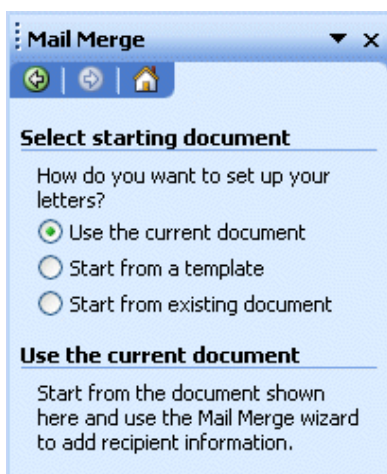 Mail Merge
Select starting document
How do you want to set up your
letters?
Use the current document
Start from a template
Start from existing document
Use the current document
Start from the document shown
here and use the Mail Merge wizard
to add recipient information.